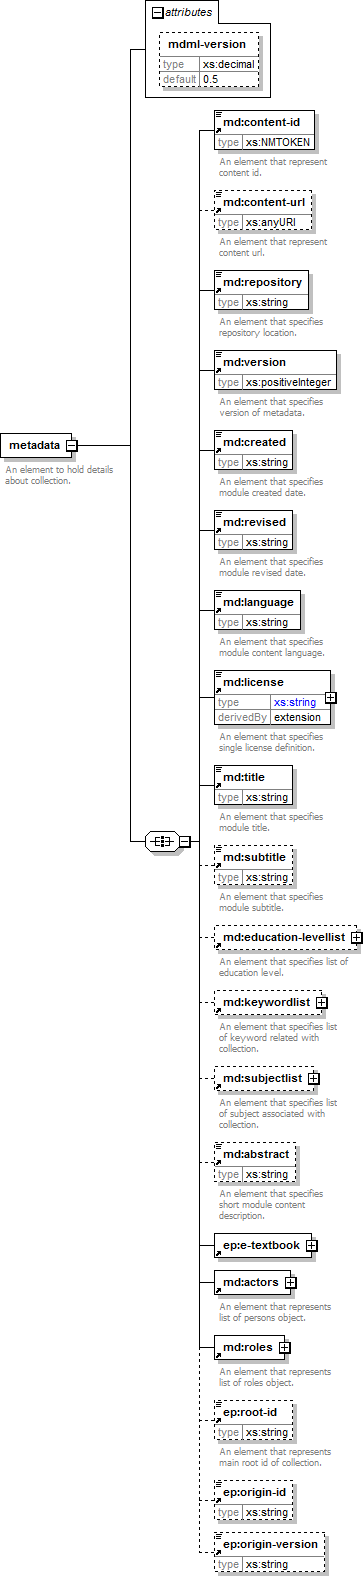 attributes
mdml-version
type xs:decimal
default 0.5
md:content-id
type xs:NMTOKEN
An element that represent
content id.
md:content-url
type xs:anyURI
An element that represent
content url.
md:repository
type xs:string
An element that specifies
repository location.
md:version
type xs:positiveInteger
An element that specifies
version of metadata.
metadata
An element to hold details
about collection.
md:created
type xs:string
An element that specifies
module created date.
md:revised
type xs:string
An element that specifies
module revised date.
md:language
type xs:string
An element that specifies
module content language.
md:license
type xs:string
derivedBy extension
An element that specifies
single license definition.
md:title
type xs:string
An element that specifies
module title.
md:subtitle
type xs:string
An element that specifies
module subtitle.
md:education-levellist
An element that specifies list of
education level.
md:keywordlist
An element that specifies list
of keyword related with
collection.
md:subjectlist
An element that specifies list
of subject associated with
collection.
md:abstract
type xs:string
An element that specifies
short module content
description.
ep:e-textbook
md:actors
An element that represents
list of persons object.
md:roles
An element that represents
list of roles object.
ep:root-id
type xs:string
An element that represents
main root id of collection.
ep:origin-id
type xs:string
ep:origin-version
type xs:string